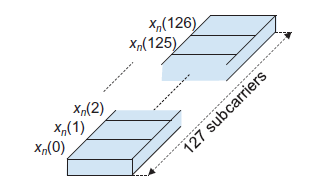 xₙ(126)
xₙ(125)
xₙ(2)
xₙ(1)
xₙ(0)
127 subcarriers